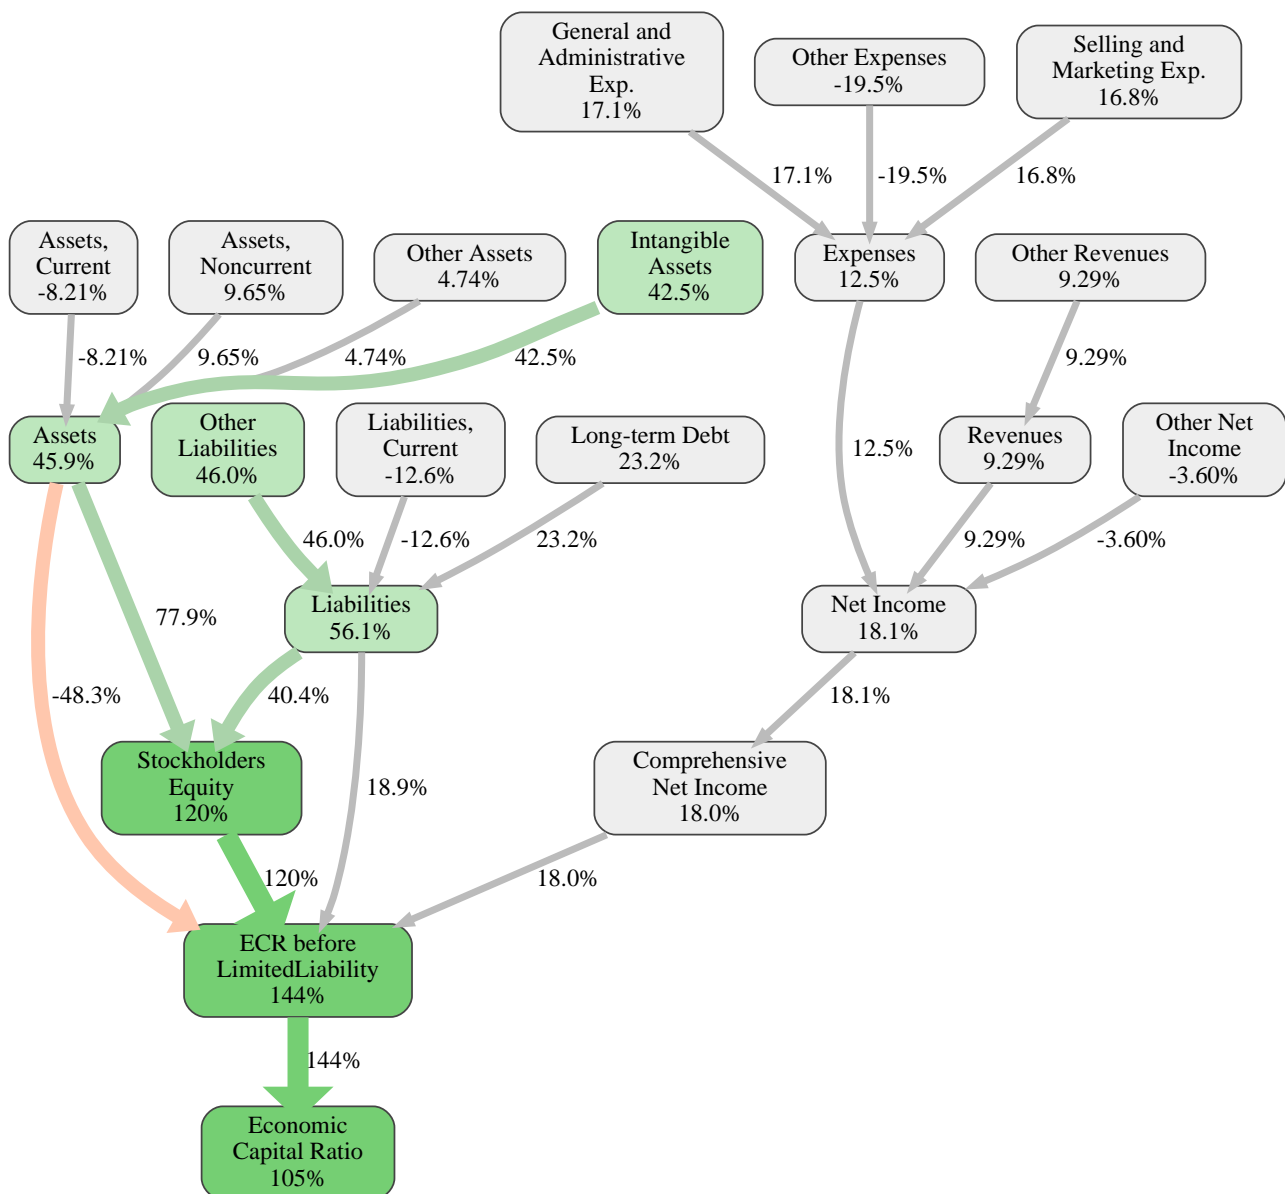 General and
Administrative
Exp.
17.1%
Other Expenses
-19.5%
Selling and
Marketing Exp.
16.8%
17.1%
-19.5%
16.8%
Assets,
Current
-8.21%
Assets,
Noncurrent
9.65%
Other Assets
4.74%
Intangible
Assets
42.5%
Expenses
12.5%
Other Revenues
9.29%
-8.21%
9.65%
4.74%
42.5%
9.29%
Assets
45.9%
Other
Liabilities
46.0%
Liabilities,
Current
-12.6%
Long-term Debt
23.2%
12.5%
Revenues
9.29%
Other Net
Income
-3.60%
46.0%
-12.6%
23.2%
9.29%
-3.60%
77.9%
Liabilities
56.1%
Net Income
18.1%
-48.3%
40.4%
18.1%
Stockholders
Equity
120%
18.9%
Comprehensive
Net Income
18.0%
120%
18.0%
ECR before
LimitedLiability
144%
144%
Economic
Capital Ratio
105%